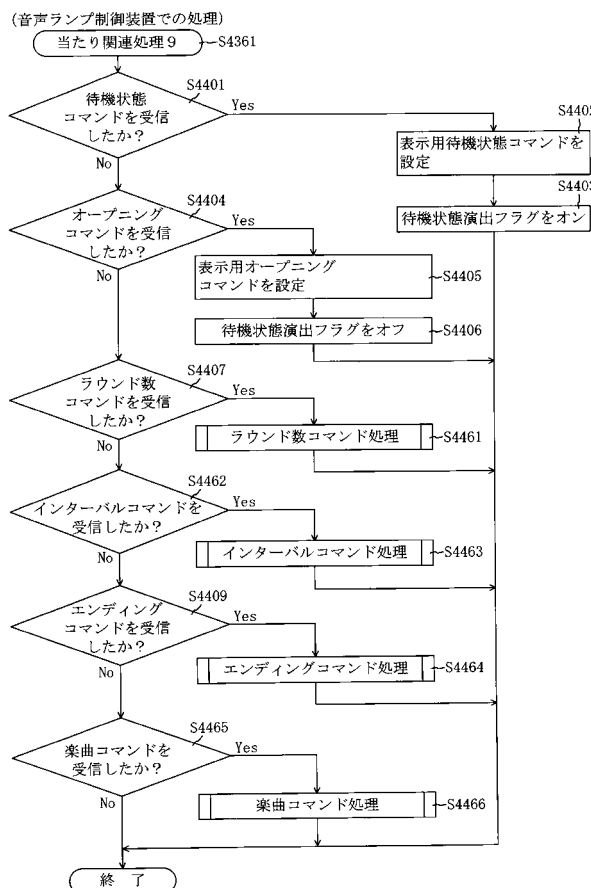 (音声ランプ制御装置での処理)
当たり関連処理9
S4361
S4401
待機状態
コマンドを受信
したか?
Yes
No
S4402
表示用待機状態コマンドを
設定
S4403
待機状態演出フラグをオン
S4404
オープニング
コマンドを受信
したか?
Yes
No
表示用オープニング
コマンドを設定
S4405
待機状態演出フラグをオフ
S4406
S4407
ラウンド数
コマンドを受信
したか?
Yes
No
ラウンド数コマンド処理
S4461
S4462
インターバルコマンドを
受信したか?
Yes
No
インターバルコマンド処理
S4463
S4409
エンディング
コマンドを受信
したか?
Yes
No
エンディングコマンド処理
S4464
S4465
楽曲コマンドを
受信したか?
Yes
No
楽曲コマンド処理
S4466
終 了